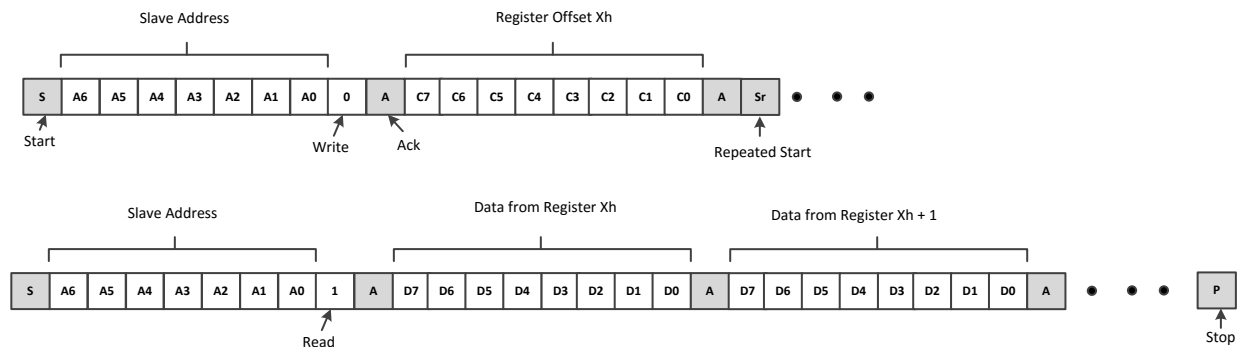 Slave Address
Register Offset Xh
S A6 A5 A4 A3 A2 A1 A0 0 A C7 C6 C5 C4 C3 C2 C1 C0 A Sr
Start
Write
Ack
Repeated Start
Slave Address
Data from Register Xh
Data from Register Xh + 1
S A6 A5 A4 A3 A2 A1 A0 1 A D7 D6 D5 D4 D3 D2 D1 D0 A D7 D6 D5 D4 D3 D2 D1 D0 A P
Read
Stop